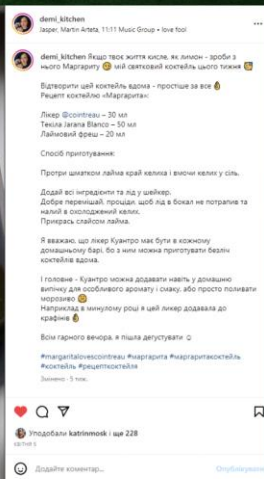 demi_kitchen
Jasper, Martin Arteta, 11:11 Music Group • love fool
demi_kitchen Якщо твоє життя кисле, як лимон - зроби з
нього Маргариту 😋 мій святковий коктейль цього тижня
Відтворити цей коктейль вдома - простіше за все
Рецепт коктейлю «Маргарита»:
Лікер @cointreau – 30 мл
Текіла Jarana Blanco – 50 мл
Лаймовий фреш – 20 мл
Спосіб приготування:
Протри шматком лайма край келиха і вмочи келих у сіль.
Додай всі інгредієнти та лід у шейкер.
Добре перемішай, проціди, щоб лід в бокал не потрапив та
налий в охолоджений келих.
Прикрась слайсом лайма.
Я вважаю, що лікер Куантро має бути в кожному
домашньому барі, бо з ним можна приготувати безліч
коктейлів вдома.
І головне - Куантро можна додавати навіть у домашню
випічку для особливого аромату і смаку, або просто поливати
морозиво
Наприклад в минулому році я цей ликер додавала до
крафінів
Всім гарного вечора, я пішла дегустувати ☺
#margaritalovescointreau #маргарита #маргаритакоктейль
#коктейль #рецепткоктейля
Змінено · 5 тиж.
Уподобали katrinmosk і ще 228
КВІТНЯ 6
Додайте коментар...
Опублікувати